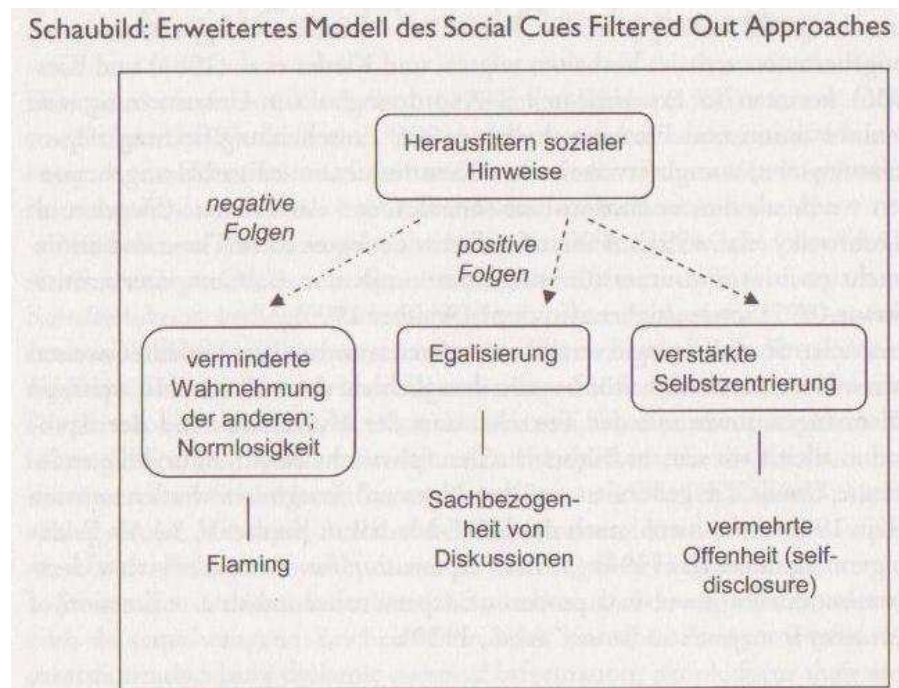 Schaubild: Erweitertes Modell des Social Cues Filtered Out Approaches
Herausfiltern sozialer
Hinweise
negative
Folgen
positive
Folgen
verminderte
Wahrnehmung
der anderen;
Normlosigkeit
Egalisierung
verstärkte
Selbstzentrierung
Flaming
Sachbezogen-
heit von
Diskussionen
vermehrte
Offenheit (self-
disclosure)